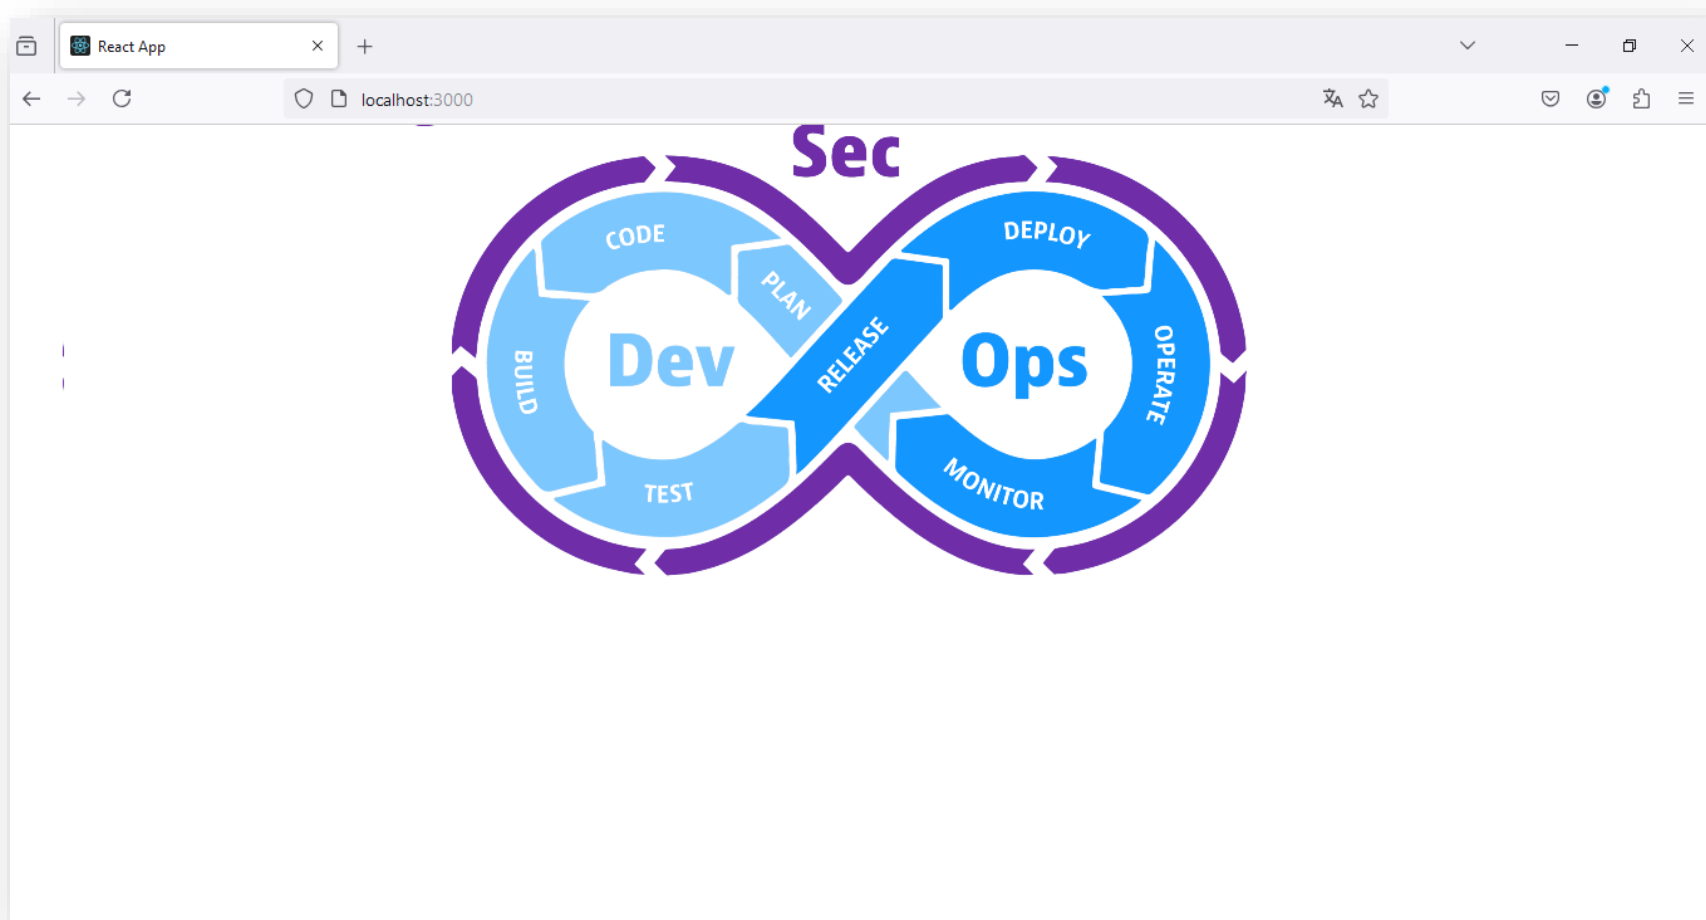 React App
localhost:3000
Sec
CODE
DEPLOY
PLAN
RELEASE
Dev
Ops
BUILD
OPERATE
TEST
MONITOR